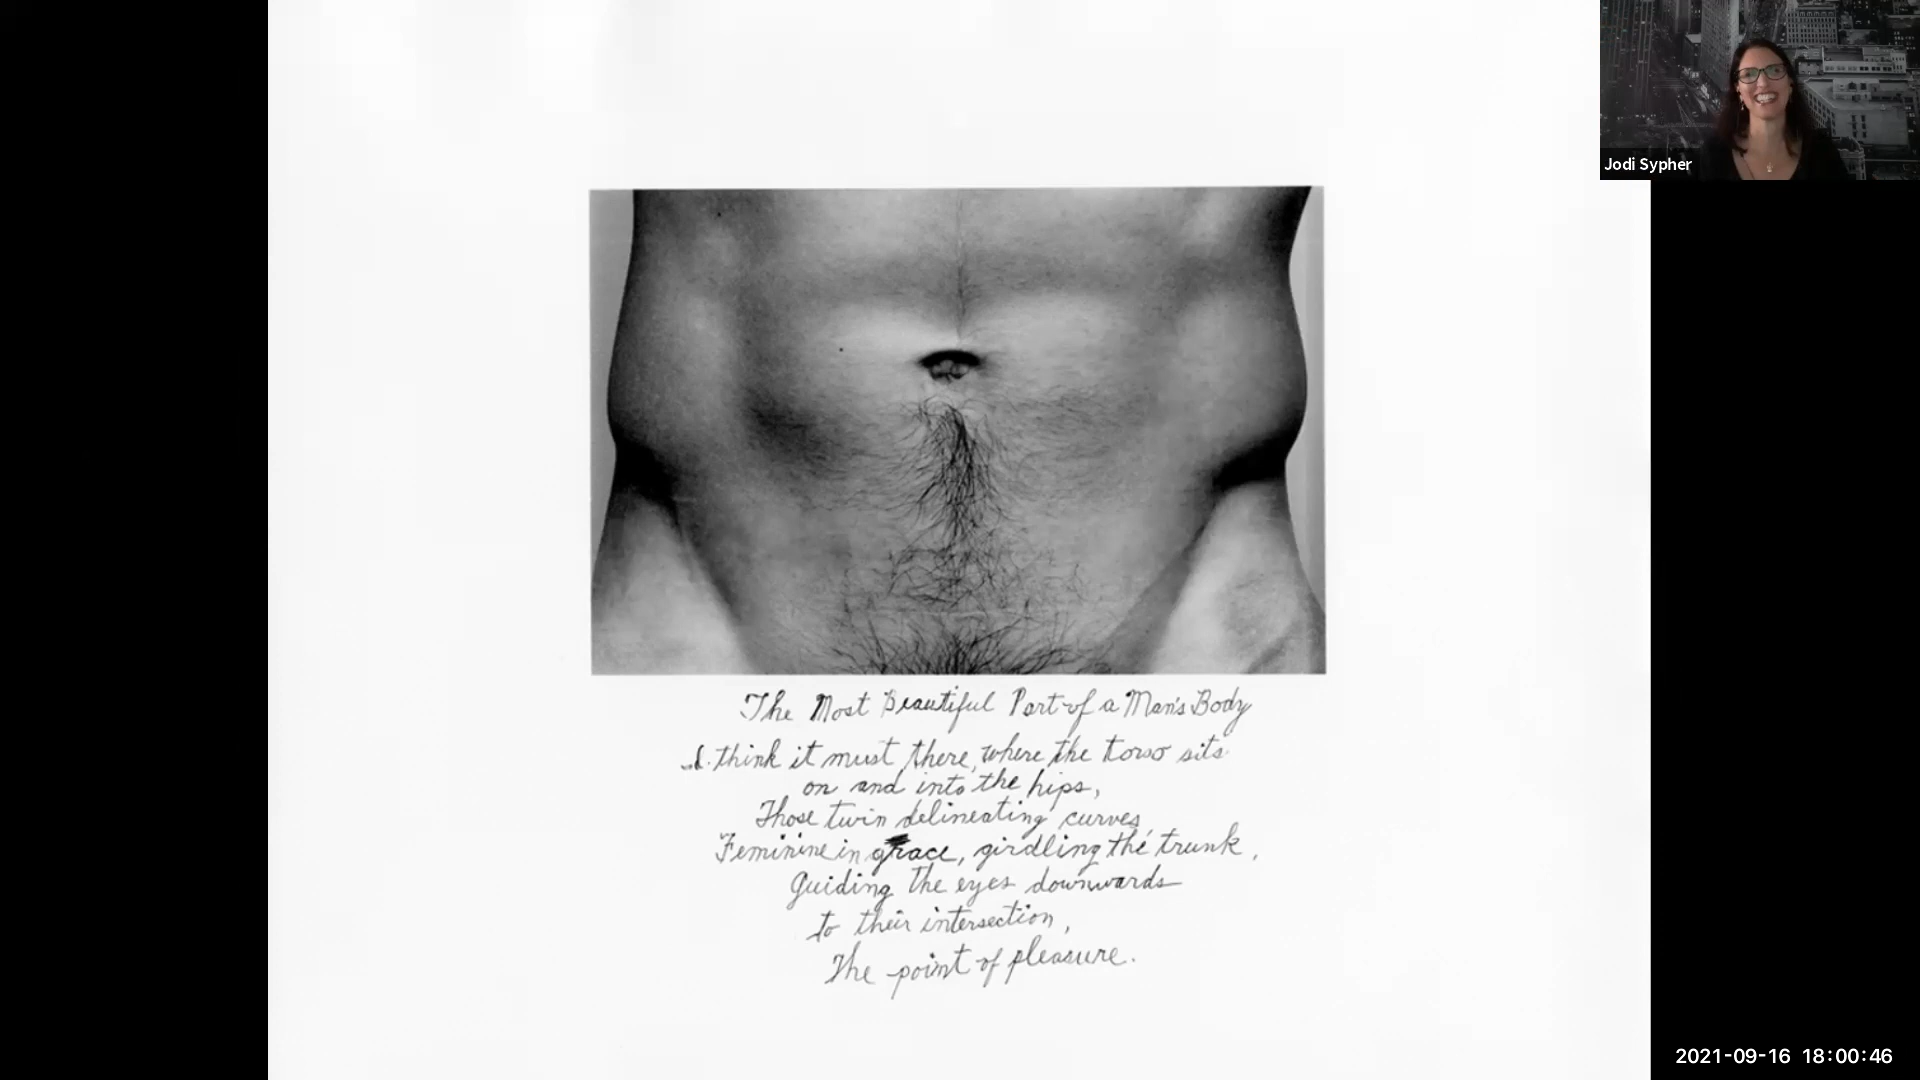 Jodi Sypher
The Most Beautiful Part of a Man's Body
I think it must there, where the torso sits
on and into the hips,
Those twin delineating curves
Feminine in grace, girdling the trunk,
Guiding the eyes downwards
to their intersection,
The point of pleasure.
2021-09-16 18:00:46